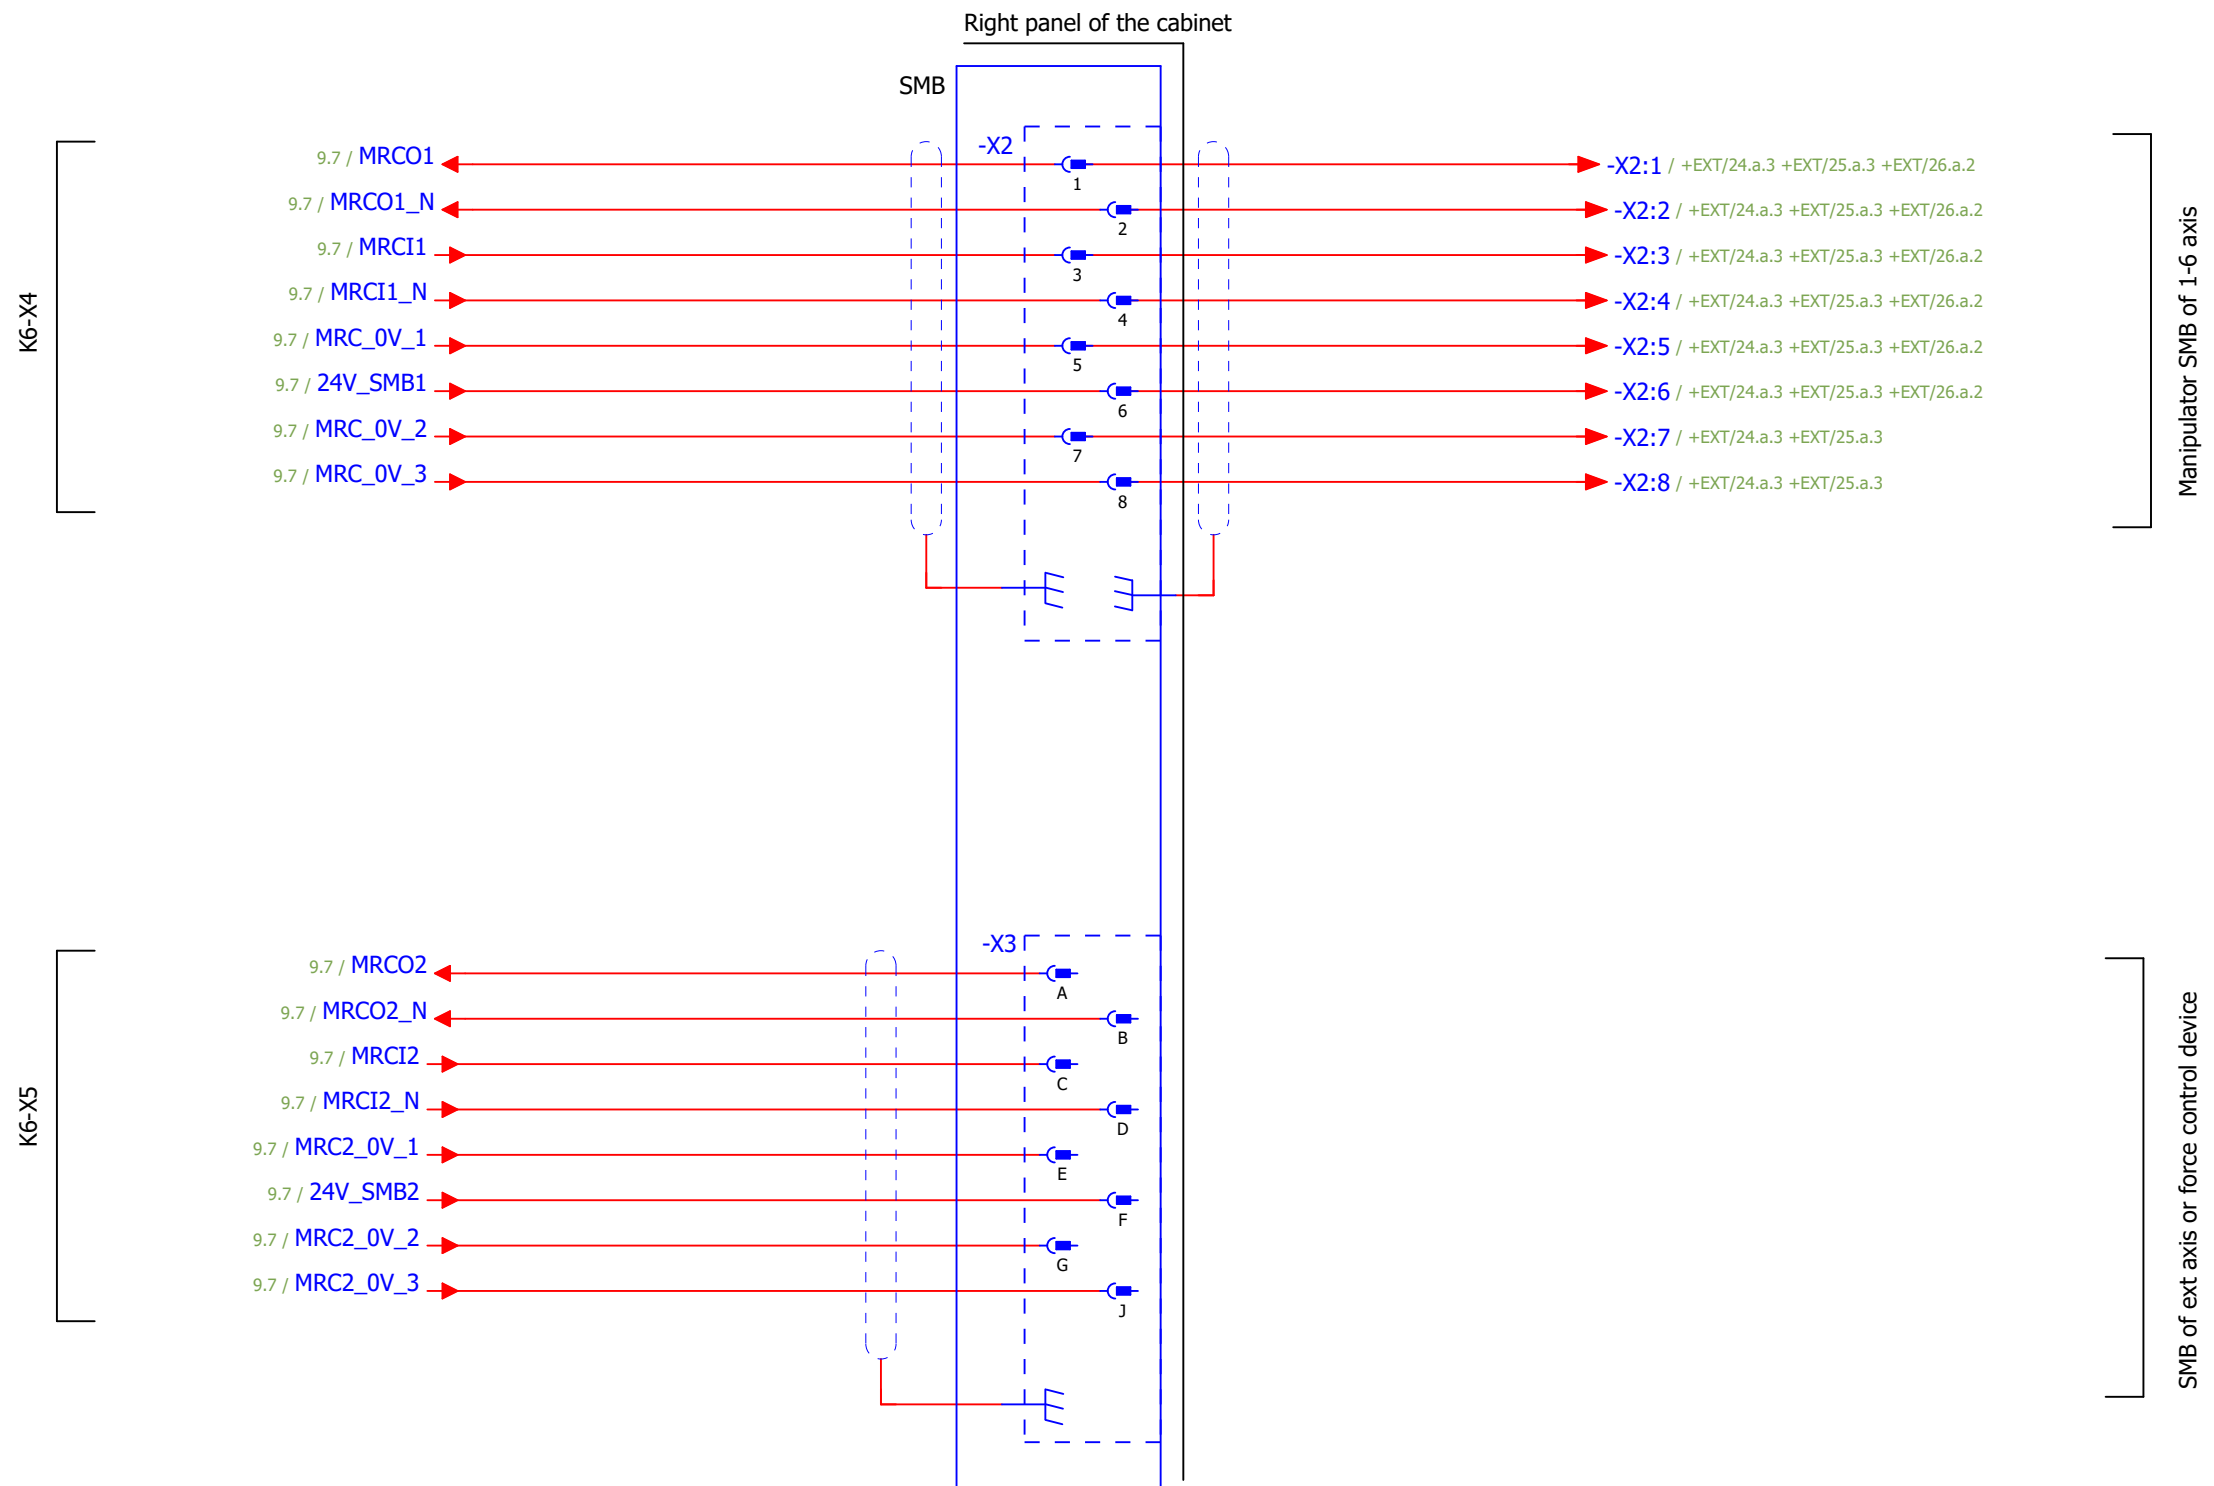 Right panel of the cabinet
SMB
K6-X4
-X2
9.7 / MRCO1
1
-X2:1 / +EXT/24.a.3 +EXT/25.a.3 +EXT/26.a.2
9.7 / MRCO1_N
2
-X2:2 / +EXT/24.a.3 +EXT/25.a.3 +EXT/26.a.2
9.7 / MRCI1
3
-X2:3 / +EXT/24.a.3 +EXT/25.a.3 +EXT/26.a.2
9.7 / MRCI1_N
4
-X2:4 / +EXT/24.a.3 +EXT/25.a.3 +EXT/26.a.2
9.7 / MRC_0V_1
5
-X2:5 / +EXT/24.a.3 +EXT/25.a.3 +EXT/26.a.2
9.7 / 24V_SMB1
6
-X2:6 / +EXT/24.a.3 +EXT/25.a.3 +EXT/26.a.2
9.7 / MRC_0V_2
7
-X2:7 / +EXT/24.a.3 +EXT/25.a.3
9.7 / MRC_0V_3
8
-X2:8 / +EXT/24.a.3 +EXT/25.a.3
Manipulator SMB of 1-6 axis
K6-X5
-X3
9.7 / MRCO2
A
9.7 / MRCO2_N
B
9.7 / MRCI2
C
9.7 / MRCI2_N
D
9.7 / MRC2_0V_1
E
9.7 / 24V_SMB2
F
9.7 / MRC2_0V_2
G
9.7 / MRC2_0V_3
J
SMB of ext axis or force control device